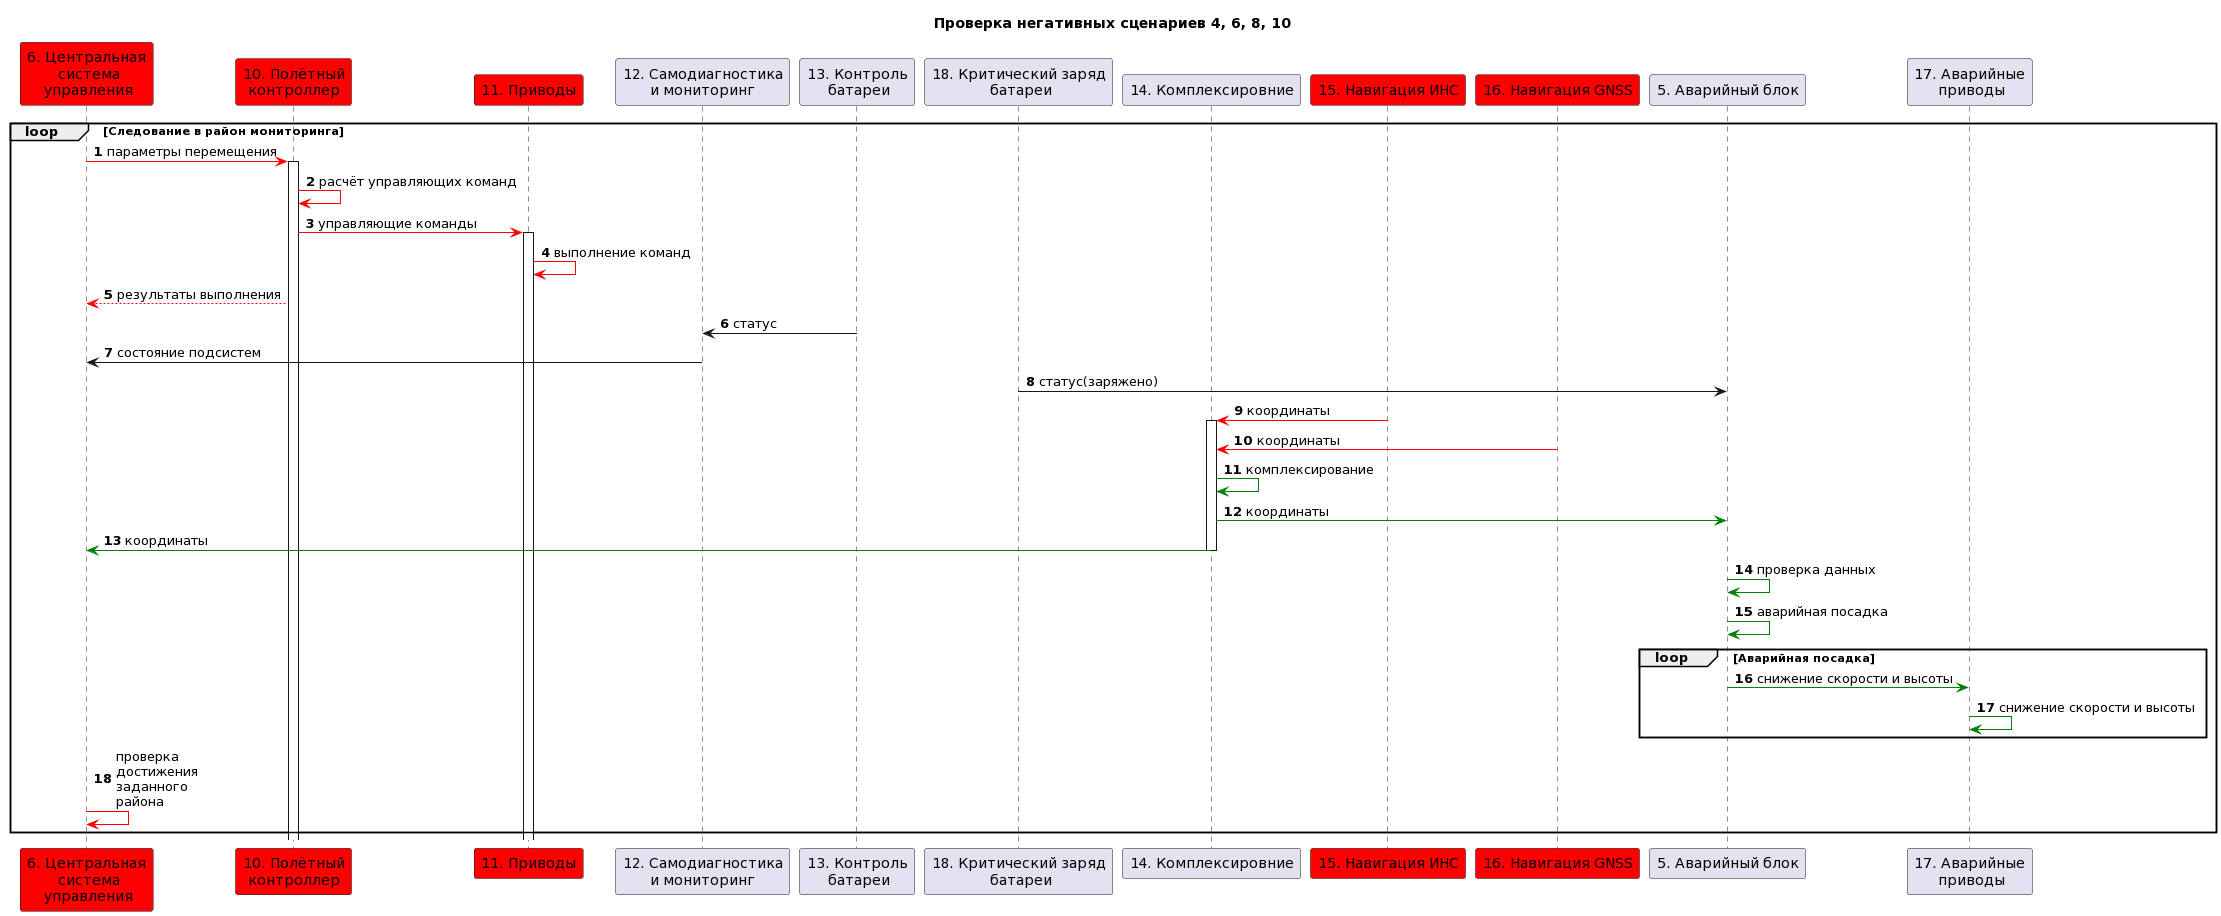 Проверка негативных сценариев 4, 6, 8, 10
6. Центральная
система
управления
10. Полётный
контроллер
11. Приводы
12. Самодиагностика
и мониторинг
13. Контроль
батареи
18. Критический заряд
батареи
14. Комплексировние
15. Навигация ИНС
16. Навигация GNSS
5. Аварийный блок
17. Аварийные
приводы
loop [Следование в район мониторинга]
1 параметры перемещения
2 расчёт управляющих команд
3 управляющие команды
4 выполнение команд
5 результаты выполнения
6 статус
7 состояние подсистем
8 статус(заряжено)
9 координаты
10 координаты
11 комплексирование
12 координаты
13 координаты
14 проверка данных
15 аварийная посадка
loop [Аварийная посадка]
16 снижение скорости и высоты
17 снижение скорости и высоты
проверка
достижения
18 заданного
района
6. Центральная
система
управления
10. Полётный
контроллер
11. Приводы
12. Самодиагностика
и мониторинг
13. Контроль
батареи
18. Критический заряд
батареи
14. Комплексировние
15. Навигация ИНС
16. Навигация GNSS
5. Аварийный блок
17. Аварийные
приводы